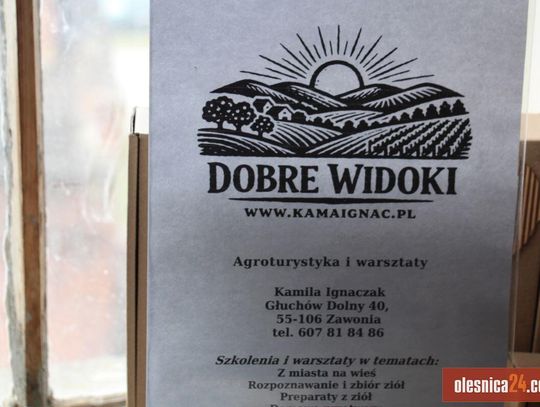 DOBRE WIDOKI
WWW.KAMAIGNAC.PL
Agroturystyka i warsztaty
Kamila Ignaczak
Głuchów Dolny 40,
55-106 Zawonia
tel. 607 81 84 86
Szkolenia i warsztaty w tematach:
Z miasta na wieś
Rozpoznawanie i zbiór ziół
Preparaty z ziół
olesnica24.c